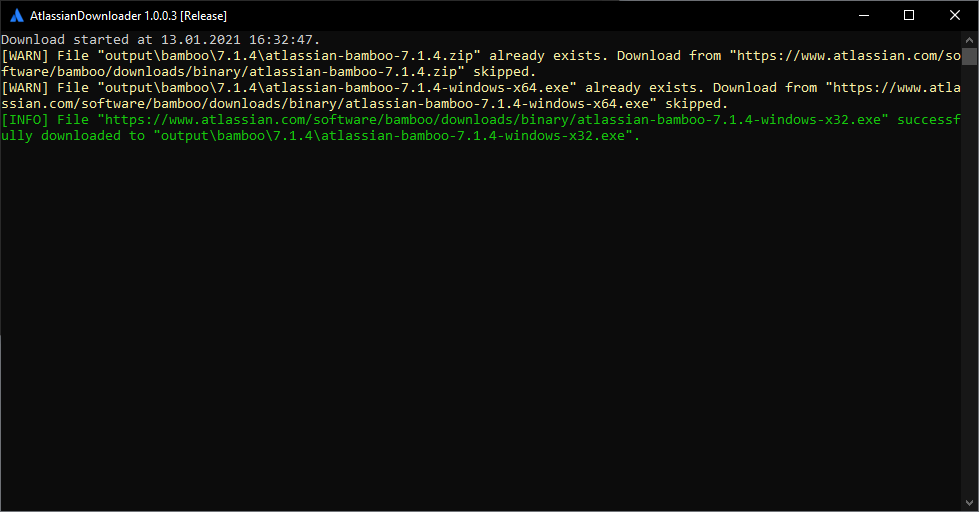 AtlassianDownloader 1.0.0.3 [Release]
Download started at 13.01.2021 16:32:47.
[WARN] File "output\bamboo\7.1.4\atlassian-bamboo-7.1.4.zip" already exists. Download from "https://www.atlassian.com/so
ftware/bamboo/downloads/binary/atlassian-bamboo-7.1.4.zip" skipped.
[WARN] File "output\bamboo\7.1.4\atlassian-bamboo-7.1.4-windows-x64.exe" already exists. Download from "https://www.atla
ssian.com/software/bamboo/downloads/binary/atlassian-bamboo-7.1.4-windows-x64.exe" skipped.
[INFO] File "https://www.atlassian.com/software/bamboo/downloads/binary/atlassian-bamboo-7.1.4-windows-x32.exe" successf
ully downloaded to "output\bamboo\7.1.4\atlassian-bamboo-7.1.4-windows-x32.exe".